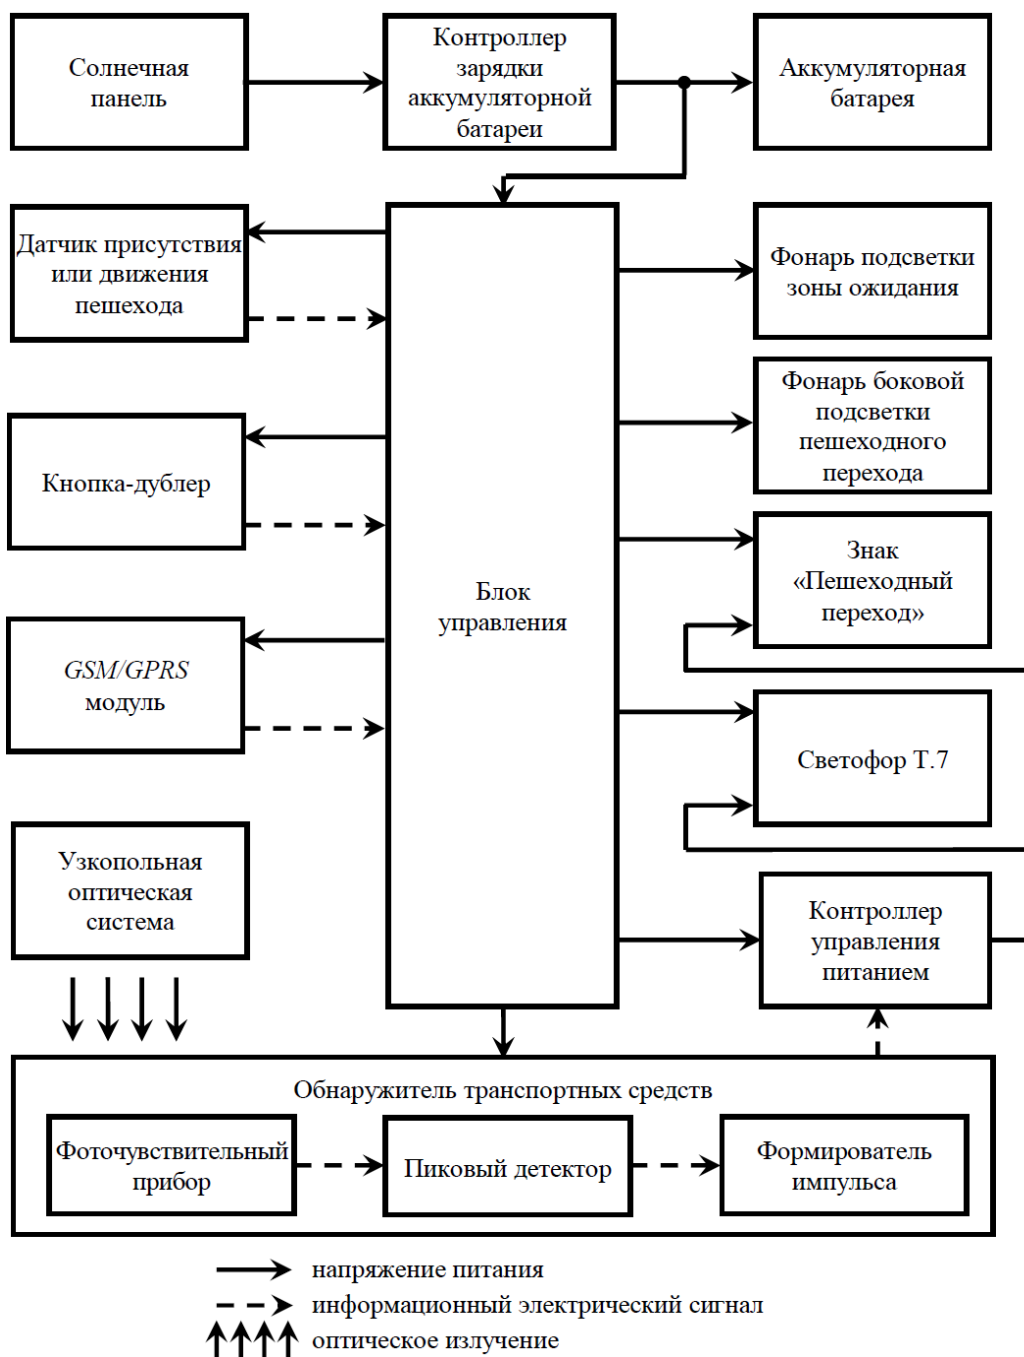 Солнечная
панель
Контроллер
зарядки
аккумуляторной
батареи
Аккумуляторная
батарея
Датчик присутствия
или движения
пешехода
Фонарь подсветки
зоны ожидания
Кнопка-дублер
Фонарь боковой
подсветки
пешеходного
перехода
Блок
управления
Знак
«Пешеходный
переход»
GSM/GPRS
модуль
Светофор Т.7
Узкопольная
оптическая
система
Контроллер
управления
питанием
Обнаружитель транспортных средств
Фоточувствительный
прибор
Пиковый детектор
Формирователь
импульса
напряжение питания
информационный электрический сигнал
оптическое излучение